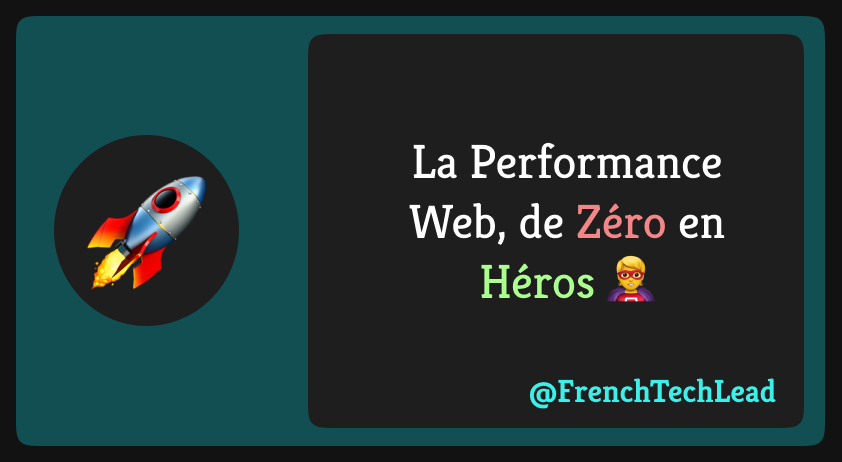 La Performance
Web, de Zéro en
Héros 🦸
@FrenchTechLead